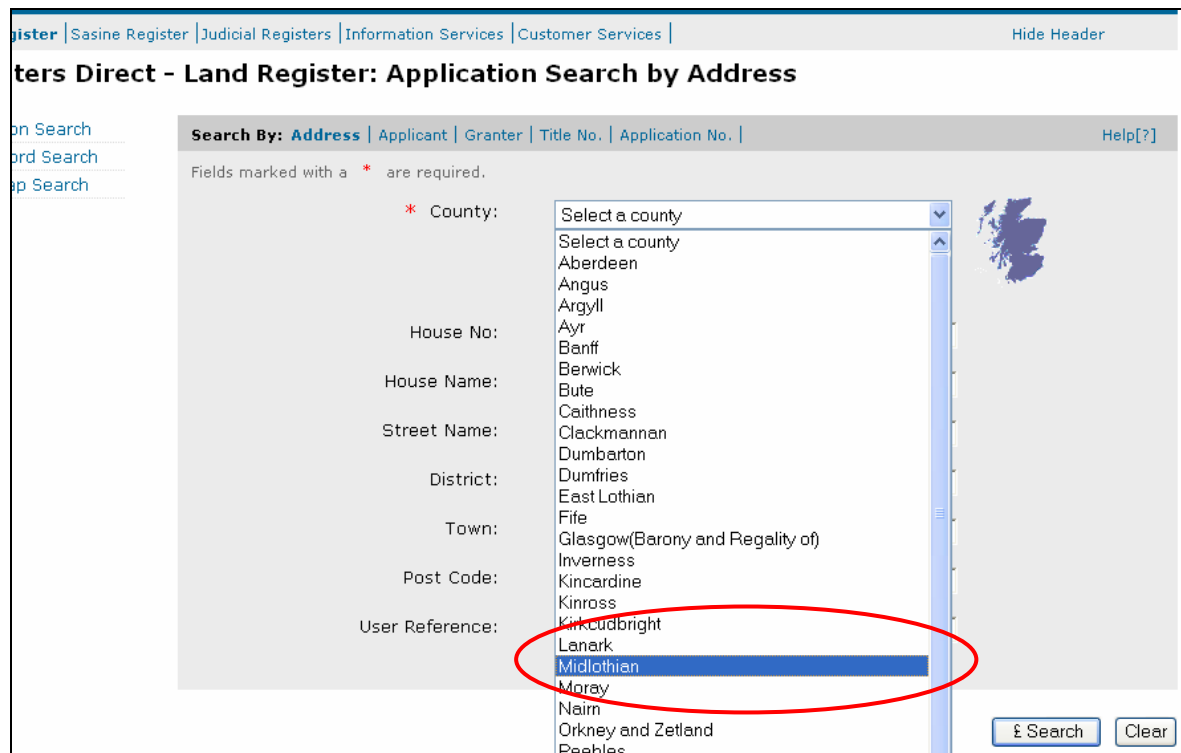 gister | Sasine Register | Judicial Registers | Information Services | Customer Services | Hide Header
ters Direct - Land Register: Application Search by Address
on Search
ord Search
ap Search
Search By: Address | Applicant | Granter | Title No. | Application No. | Help[?]
Fields marked with a * are required.
* County: Select a county
Select a county
Aberdeen
Angus
Argyll
Ayr
Banff
Berwick
Bute
Caithness
Clackmannan
Dumbarton
Dumfries
East Lothian
Fife
Glasgow(Barony and Regality of)
Inverness
Kincardine
Kinross
Kirkcudbright
Lanark
Midlothian
Moray
Nairn
Orkney and Zetland
Peebles
House No:
House Name:
Street Name:
District:
Town:
Post Code:
User Reference:
£ Search Clear